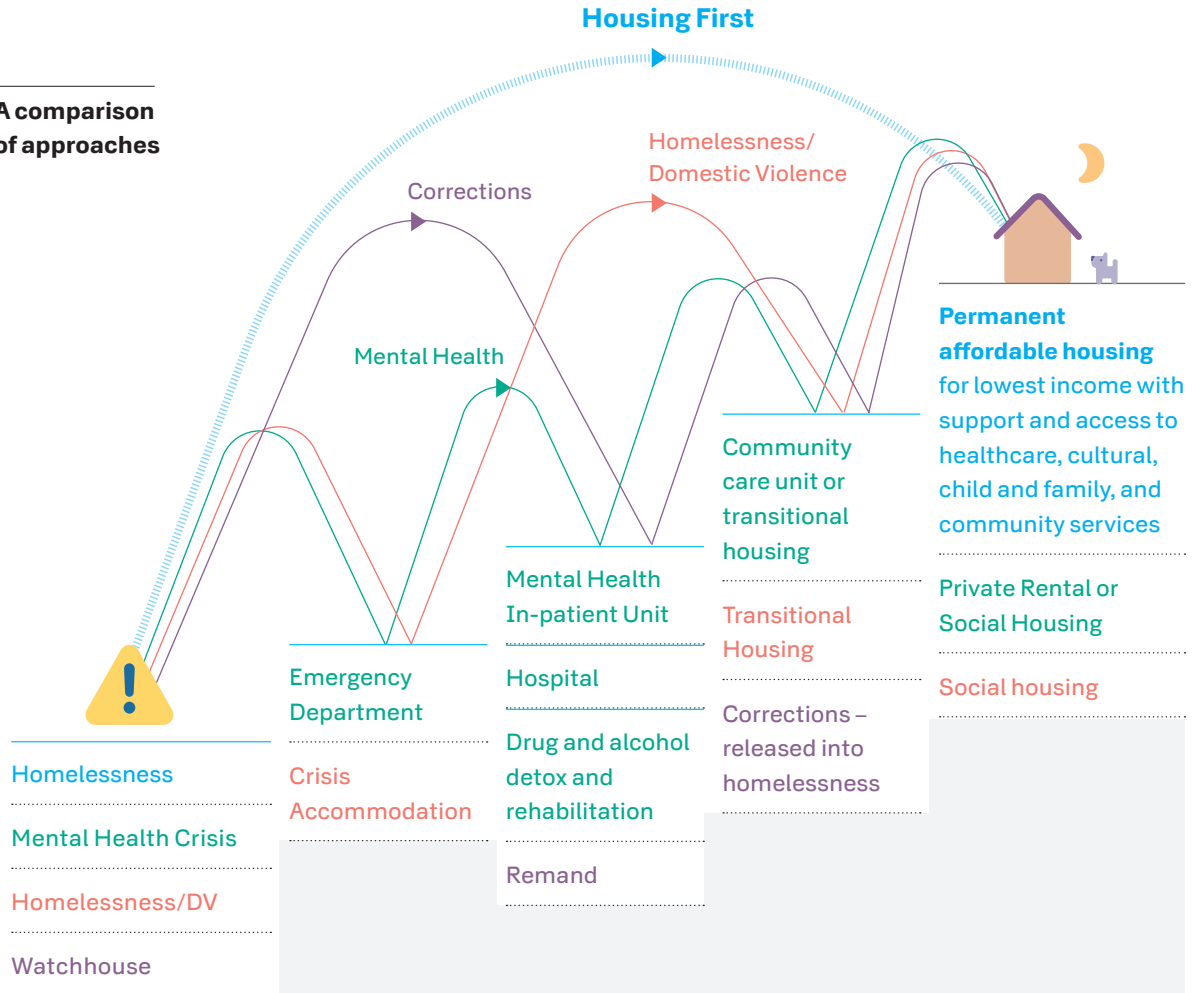 Housing First
A comparison
of approaches
Homelessness/
Domestic Violence
Corrections
Mental Health
Homelessness
Mental Health Crisis
Homelessness/DV
Watchhouse
Emergency
Department
Crisis
Accommodation
Mental Health
In-patient Unit
Hospital
Drug and alcohol
detox and
rehabilitation
Remand
Community
care unit or
transitional
housing
Transitional
Housing
Corrections –
released into
homelessness
Permanent
affordable housing
for lowest income with
support and access to
healthcare, cultural,
child and family, and
community services
Private Rental or
Social Housing
Social housing